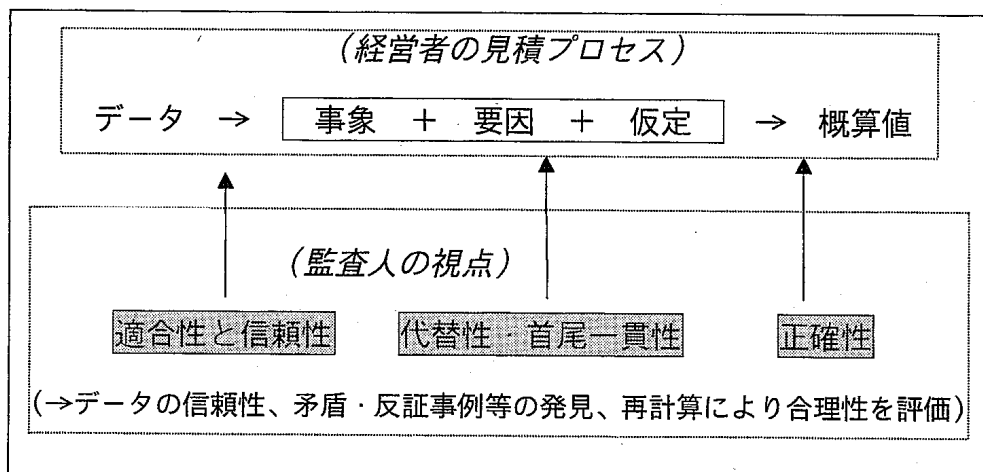 (経営者の見積プロセス)
データ → 事象 + 要因 + 仮定 → 概算値
(監査人の視点)
適合性と信頼性 代替性・首尾一貫性 正確性
(→データの信頼性、矛盾・反証事例等の発見、再計算により合理性を評価)